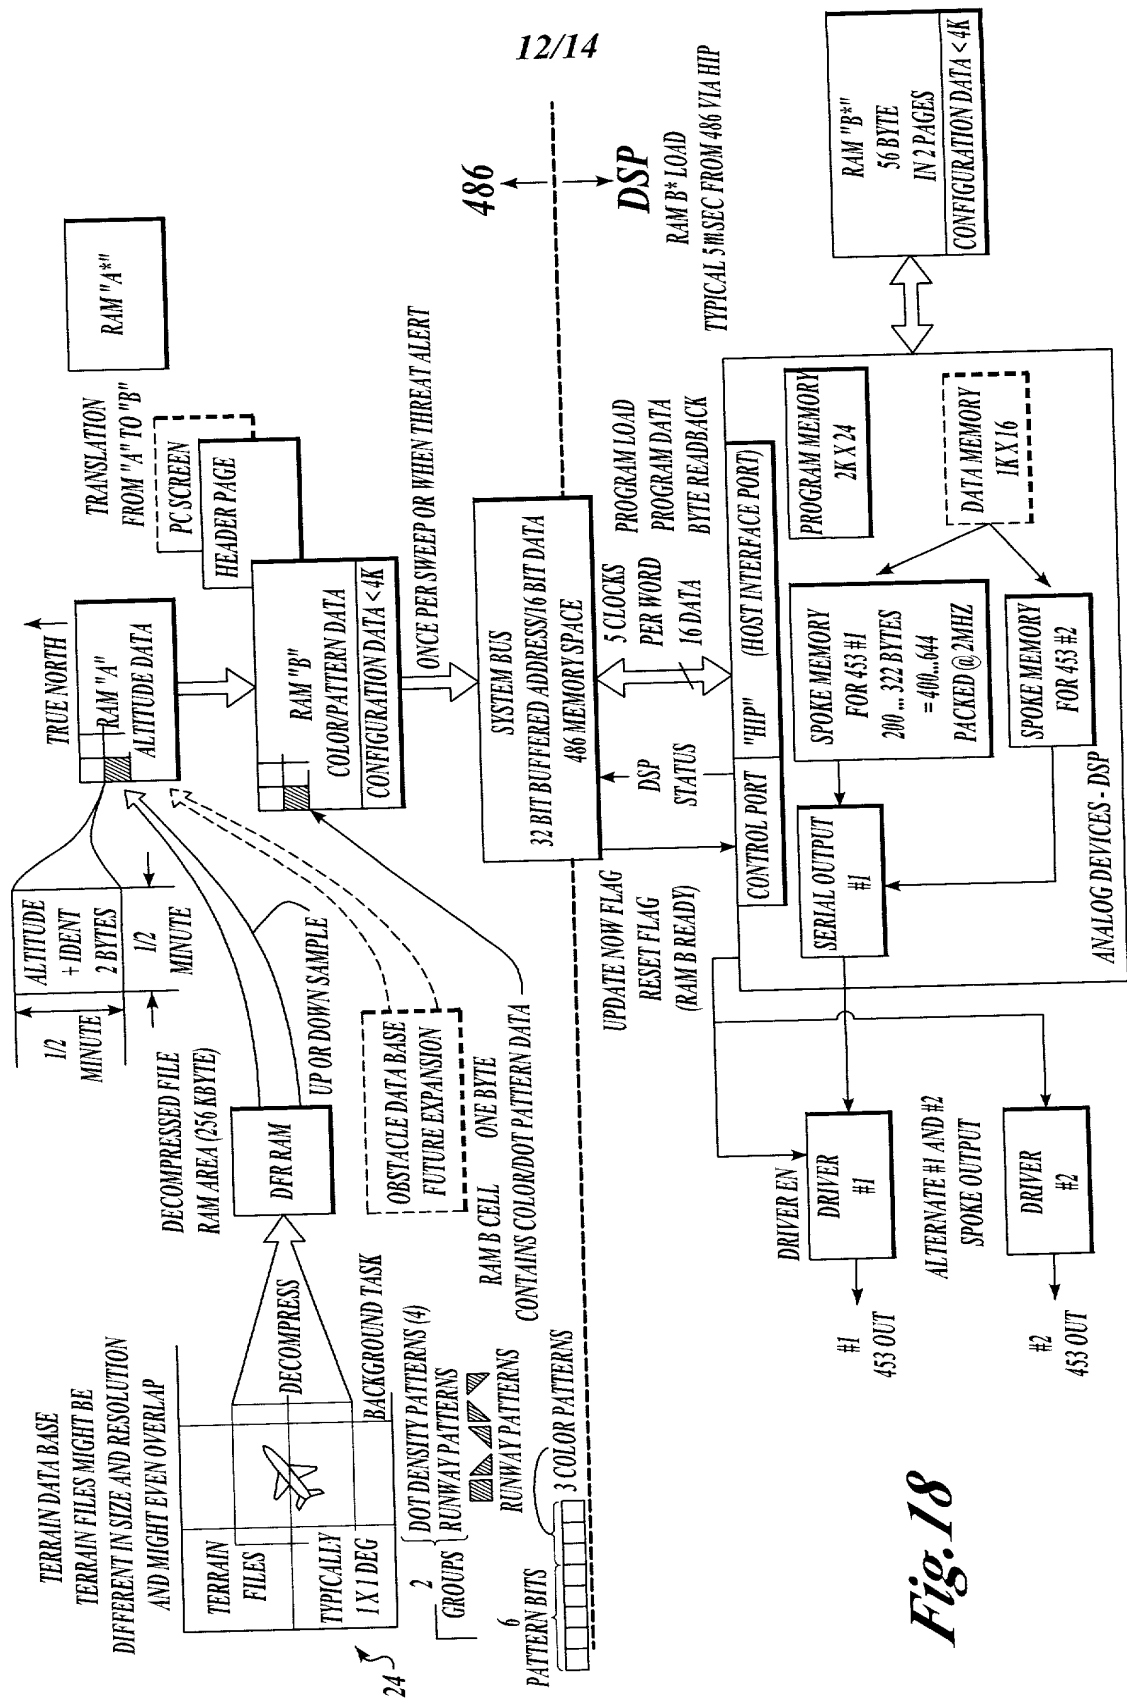 12/14
TERRAIN DATA BASE
TERRAIN FILES MIGHT BE
DIFFERENT IN SIZE AND RESOLUTION
AND MIGHT EVEN OVERLAP
TERRAIN
FILES
TYPICALLY
1 X 1 DEG
24
DECOMPRESS
BACKGROUND TASK
DECOMPRESSED FILE
RAM AREA (256 KBYTE)
DFR RAM
UP OR DOWN SAMPLE
OBSTACLE DATA BASE
FUTURE EXPANSION
1/2
MINUTE
ALTITUDE
+ IDENT
2 BYTES
1/2
MINUTE
TRUE NORTH
RAM "A"
ALTITUDE DATA
TRANSLATION
FROM "A" TO "B"
RAM "A*"
PC SCREEN
HEADER PAGE
RAM "B"
COLOR/PATTERN DATA
CONFIGURATION DATA < 4K
2
GROUPS
DOT DENSITY PATTERNS (4)
RUNWAY PATTERNS
RUNWAY PATTERNS
6
PATTERN BITS
3 COLOR PATTERNS
RAM B CELL ONE BYTE
CONTAINS COLOR/DOT PATTERN DATA
ONCE PER SWEEP OR WHEN THREAT ALERT
486
DSP
RAM B* LOAD
TYPICAL 5 mSEC FROM 486 VIA HIP
SYSTEM BUS
32 BIT BUFFERED ADDRESS/16 BIT DATA
486 MEMORY SPACE
UPDATE NOW FLAG
RESET FLAG
(RAM B READY)
DSP
STATUS
5 CLOCKS
PER WORD
16 DATA
PROGRAM LOAD
PROGRAM DATA
BYTE READBACK
CONTROL PORT
"HIP" (HOST INTERFACE PORT)
SERIAL OUTPUT
#1
SPOKE MEMORY
FOR 453 #1
200 ... 322 BYTES
= 400...644
PACKED @ 2MHZ
SPOKE MEMORY
FOR 453 #2
PROGRAM MEMORY
2K X 24
DATA MEMORY
1K X 16
ANALOG DEVICES - DSP
RAM "B*"
56 BYTE
IN 2 PAGES
CONFIGURATION DATA < 4K
DRIVER EN
DRIVER
#1
ALTERNATE #1 AND #2
SPOKE OUTPUT
DRIVER
#2
#1
453 OUT
#2
453 OUT
Fig.18